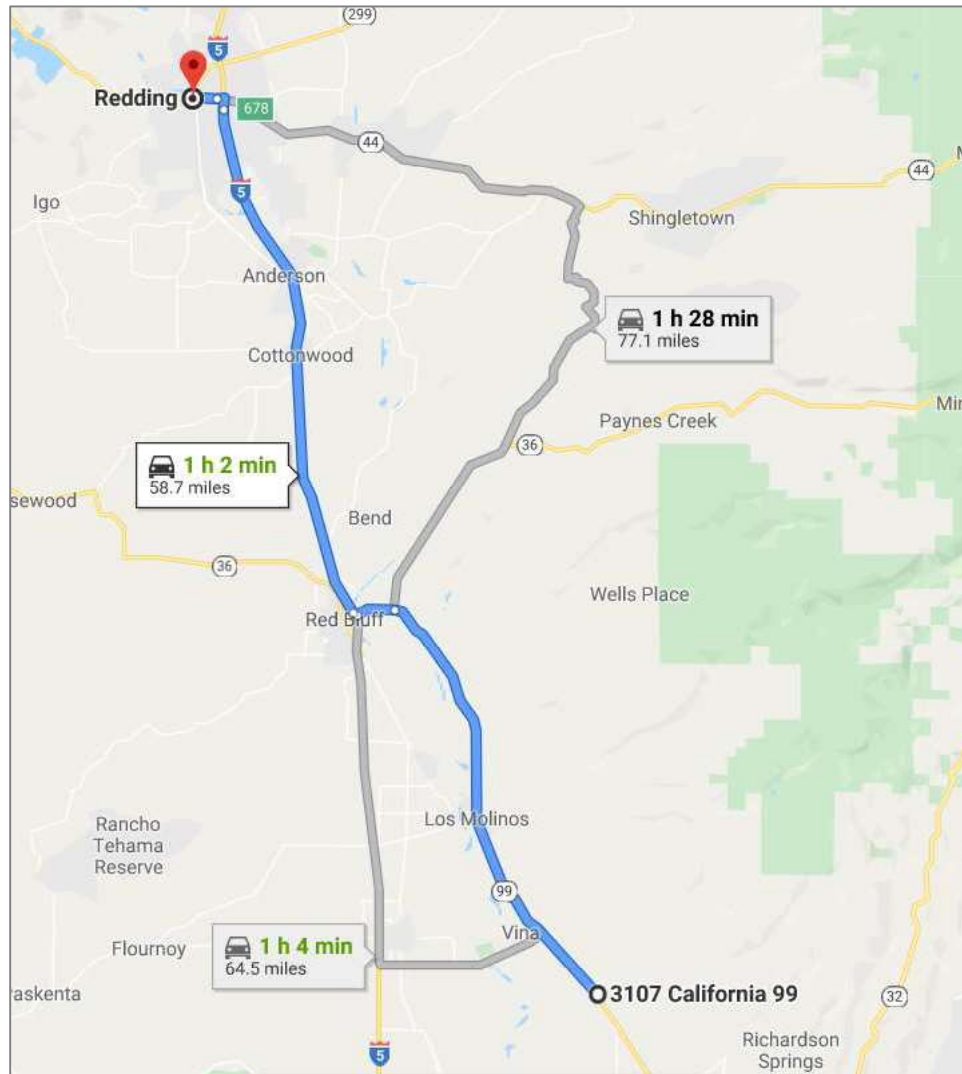 299
5
Redding
678
44
44
5
Igo
Shingletown
Anderson
1 h 28 min
77.1 miles
Cottonwood
Paynes Creek
Min
36
1 h 2 min
58.7 miles
sewood
Bend
36
Wells Place
Red Bluff
Los Molinos
Rancho
Tehama
Reserve
99
Vina
1 h 4 min
64.5 miles
Flournoy
askenta
3107 California 99
32
5
Richardson
Springs